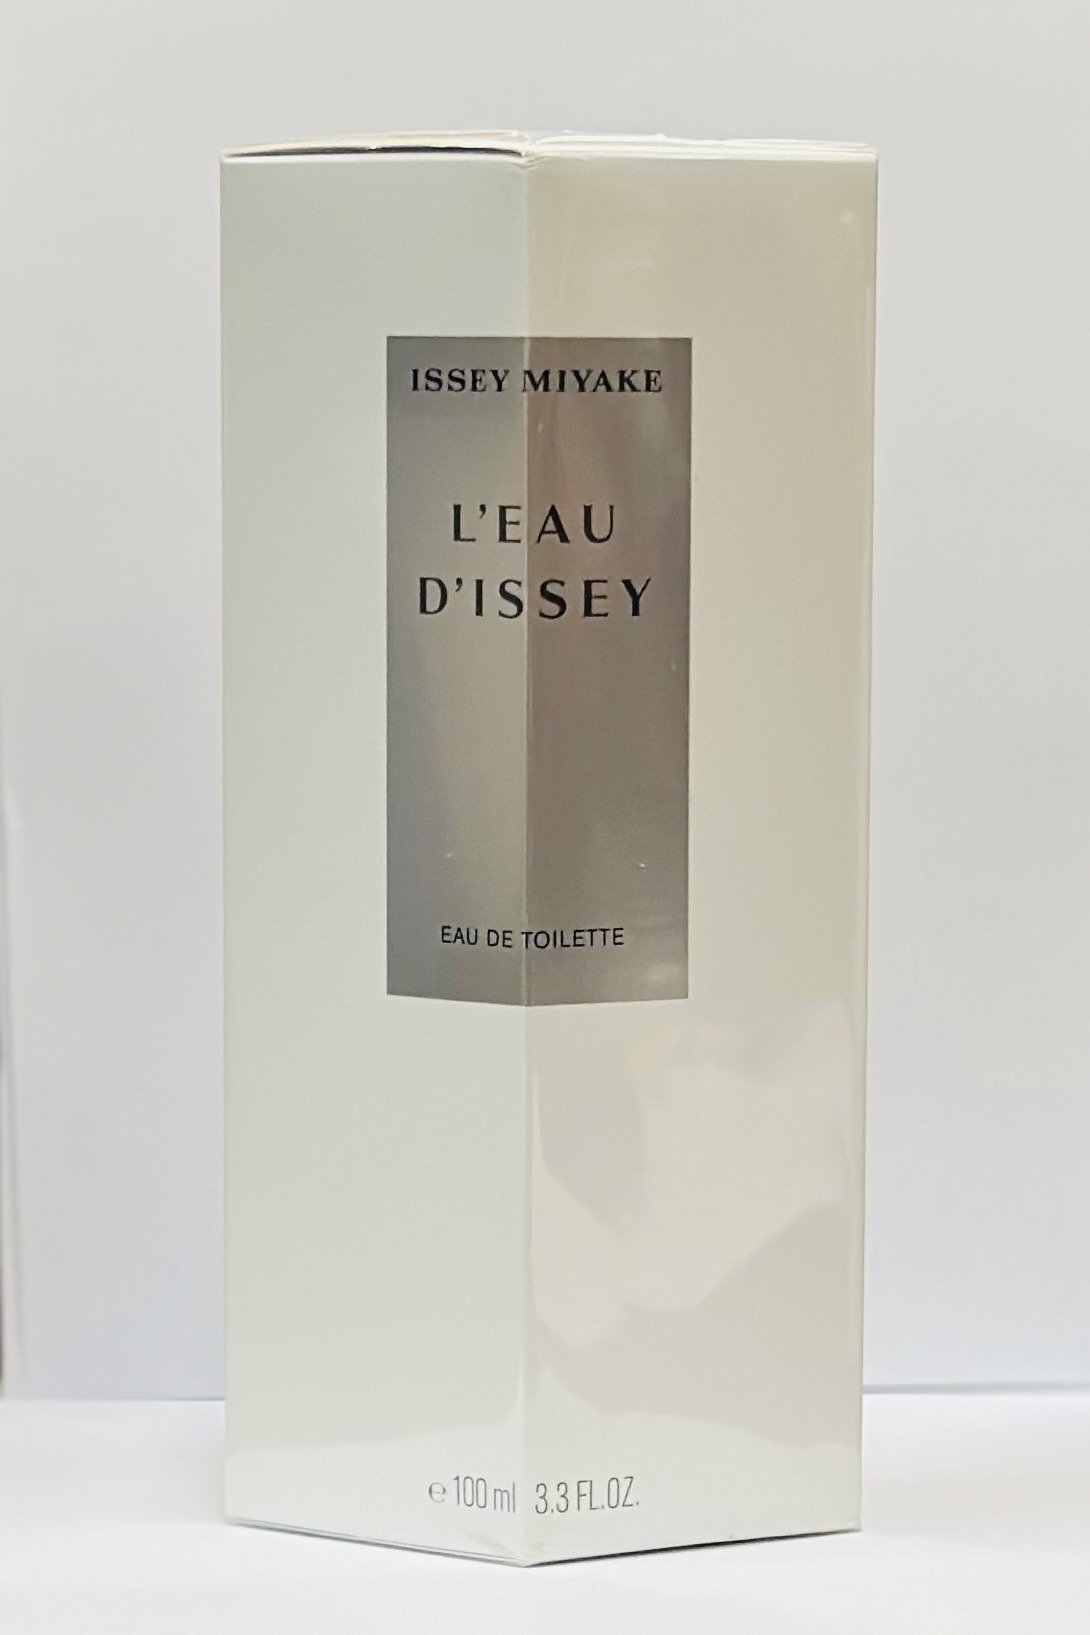 ISSEY MIYAKE
L'EAU
D'ISSEY
EAU DE TOILETTE
℮100 ml 3.3 FL.OZ.